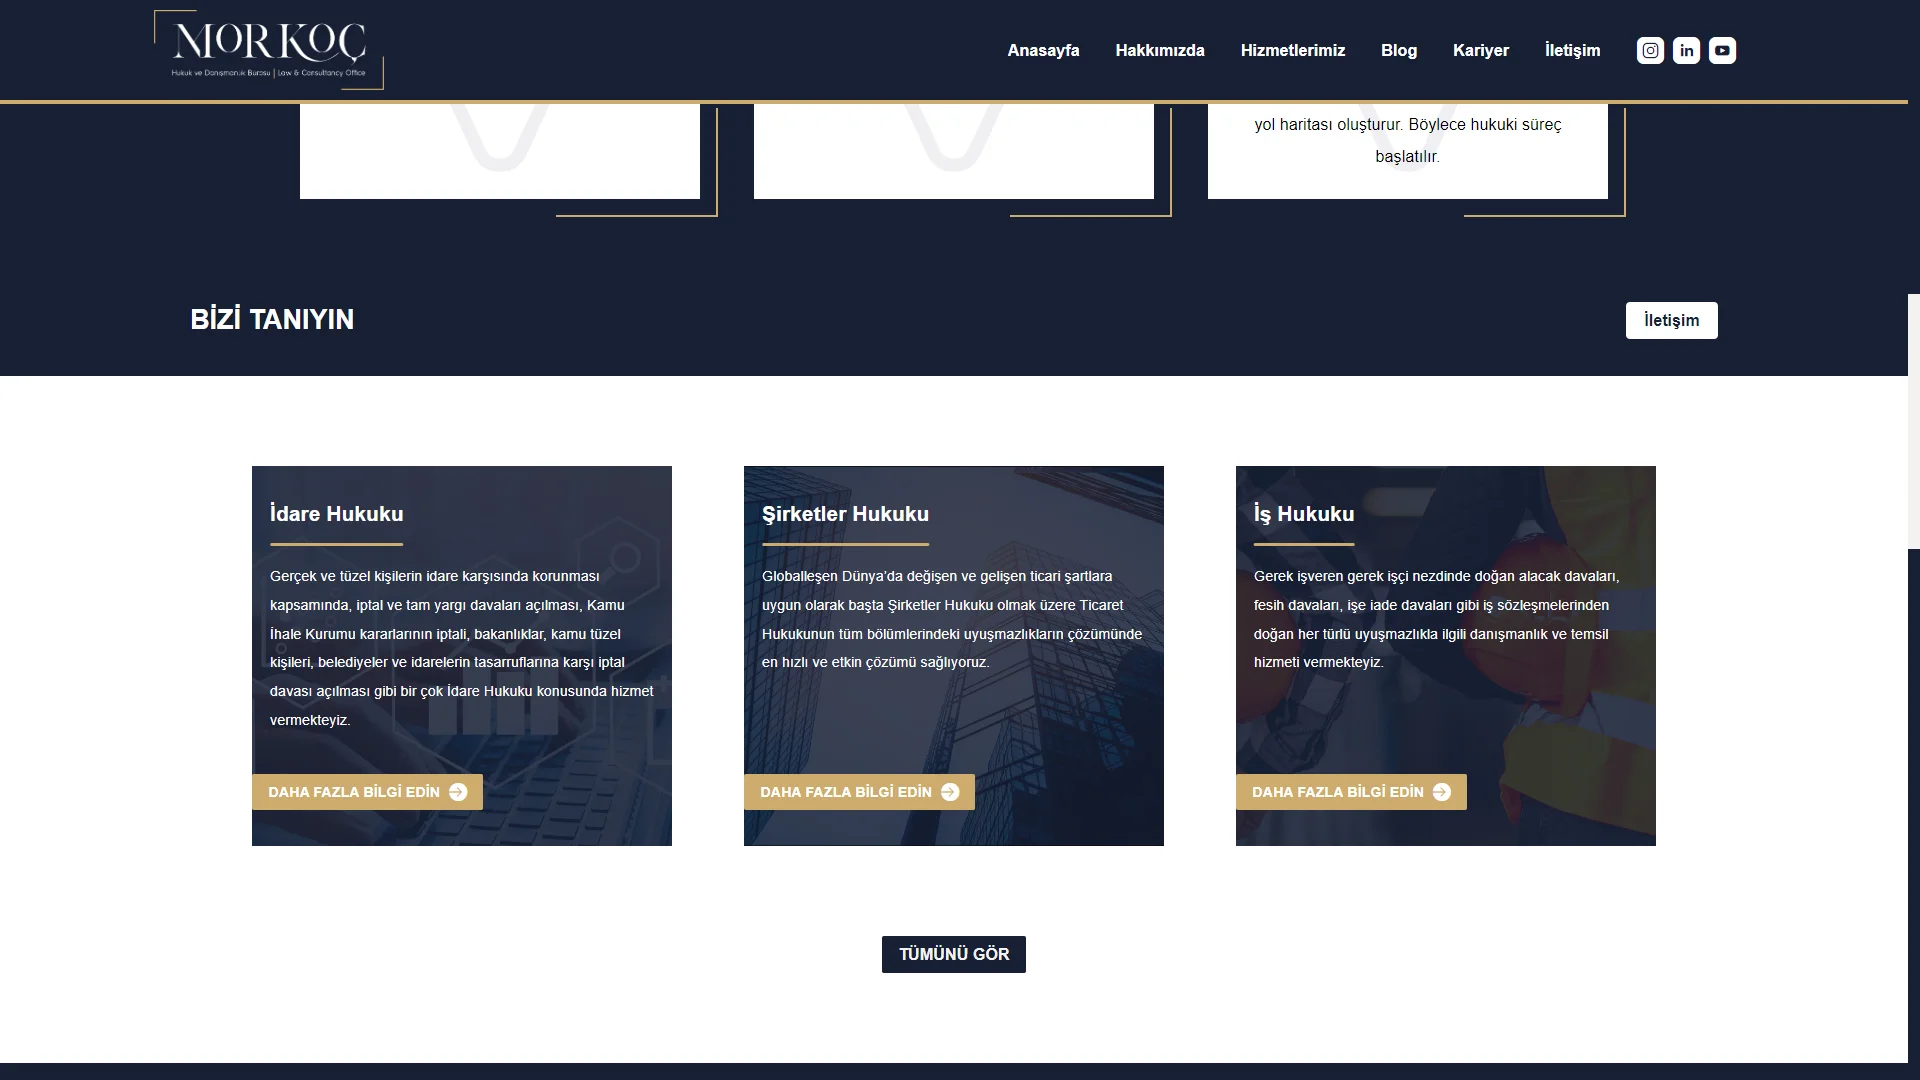 MORKOÇ
Hukuk ve Danışmanlık Bürosu | Law & Consultancy Office
Anasayfa
Hakkımızda
Hizmetlerimiz
Blog
Kariyer
İletişim
yol haritası oluşturur. Böylece hukuki süreç
başlatılır.
BİZİ TANIYIN
İletişim
İdare Hukuku
Gerçek ve tüzel kişilerin idare karşısında korunması
kapsamında, iptal ve tam yargı davaları açılması, Kamu
İhale Kurumu kararlarının iptali, bakanlıklar, kamu tüzel
kişileri, belediyeler ve idarelerin tasarruflarına karşı iptal
davası açılması gibi bir çok İdare Hukuku konusunda hizmet
vermekteyiz.
DAHA FAZLA BİLGİ EDİN
Şirketler Hukuku
Globalleşen Dünya’da değişen ve gelişen ticari şartlara
uygun olarak başta Şirketler Hukuku olmak üzere Ticaret
Hukukunun tüm bölümlerindeki uyuşmazlıkların çözümünde
en hızlı ve etkin çözümü sağlıyoruz.
DAHA FAZLA BİLGİ EDİN
İş Hukuku
Gerek işveren gerek işçi nezdinde doğan alacak davaları,
fesih davaları, işe iade davaları gibi iş sözleşmelerinden
doğan her türlü uyuşmazlıkla ilgili danışmanlık ve temsil
hizmeti vermekteyiz.
DAHA FAZLA BİLGİ EDİN
TÜMÜNÜ GÖR